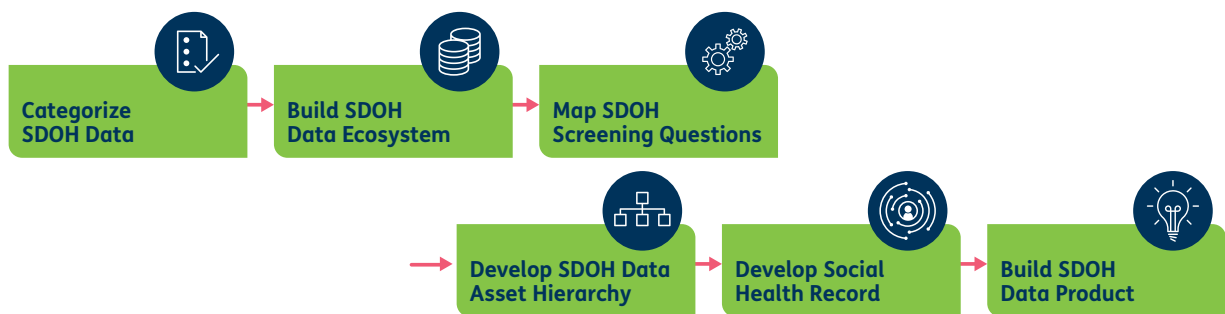 Categorize
SDOH Data
Build SDOH
Data Ecosystem
Map SDOH
Screening Questions
Develop SDOH Data
Asset Hierarchy
Develop Social
Health Record
Build SDOH
Data Product